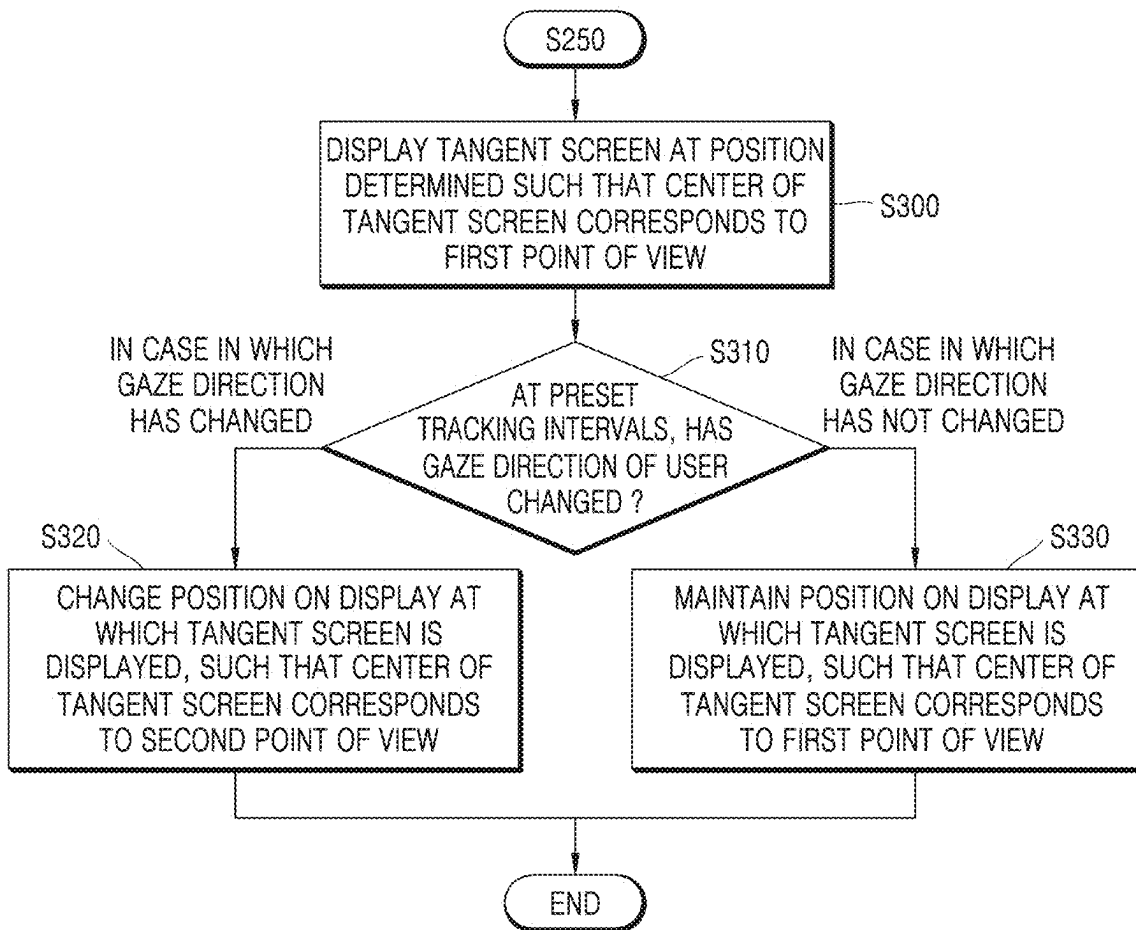 S250
DISPLAY TANGENT SCREEN AT POSITION
DETERMINED SUCH THAT CENTER OF
TANGENT SCREEN CORRESPONDS TO
FIRST POINT OF VIEW
S300
IN CASE IN WHICH
GAZE DIRECTION
HAS CHANGED
S310
AT PRESET
TRACKING INTERVALS, HAS
GAZE DIRECTION OF USER
CHANGED ?
IN CASE IN WHICH
GAZE DIRECTION
HAS NOT CHANGED
S320
CHANGE POSITION ON DISPLAY AT
WHICH TANGENT SCREEN IS
DISPLAYED, SUCH THAT CENTER OF
TANGENT SCREEN CORRESPONDS
TO SECOND POINT OF VIEW
S330
MAINTAIN POSITION ON DISPLAY AT
WHICH TANGENT SCREEN IS
DISPLAYED, SUCH THAT CENTER OF
TANGENT SCREEN CORRESPONDS
TO FIRST POINT OF VIEW
END